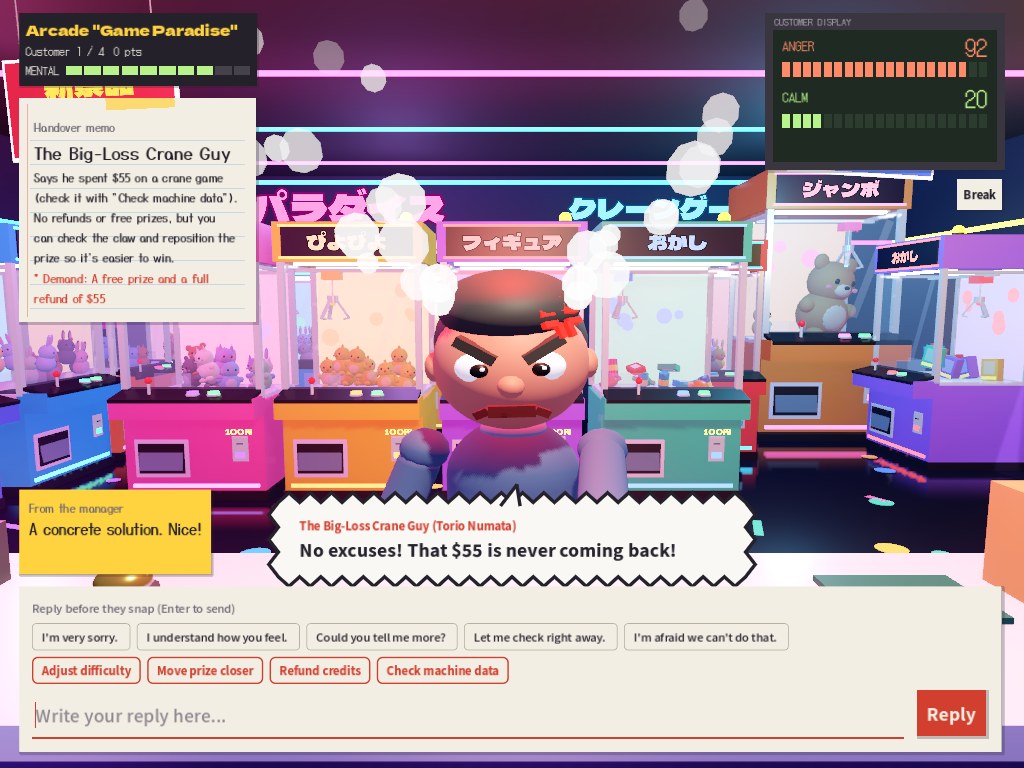 Arcade "Game Paradise"
Customer 1 / 4 0 pts
MENTAL
Handover memo
The Big-Loss Crane Guy
Says he spent $55 on a crane game
(check it with "Check machine data").
No refunds or free prizes, but you
can check the claw and reposition the
prize so it's easier to win.
* Demand: A free prize and a full
refund of $55
CUSTOMER DISPLAY
ANGER 92
CALM 20
Break
パラダイス
クレーンゲー
ジャンボ
ぴよぴよ
フィギュア
おかし
おかし
100円
100円
100円
From the manager
A concrete solution. Nice!
The Big-Loss Crane Guy (Torio Numata)
No excuses! That $55 is never coming back!
Reply before they snap (Enter to send)
I'm very sorry.
I understand how you feel.
Could you tell me more?
Let me check right away.
I'm afraid we can't do that.
Adjust difficulty
Move prize closer
Refund credits
Check machine data
Write your reply here...
Reply